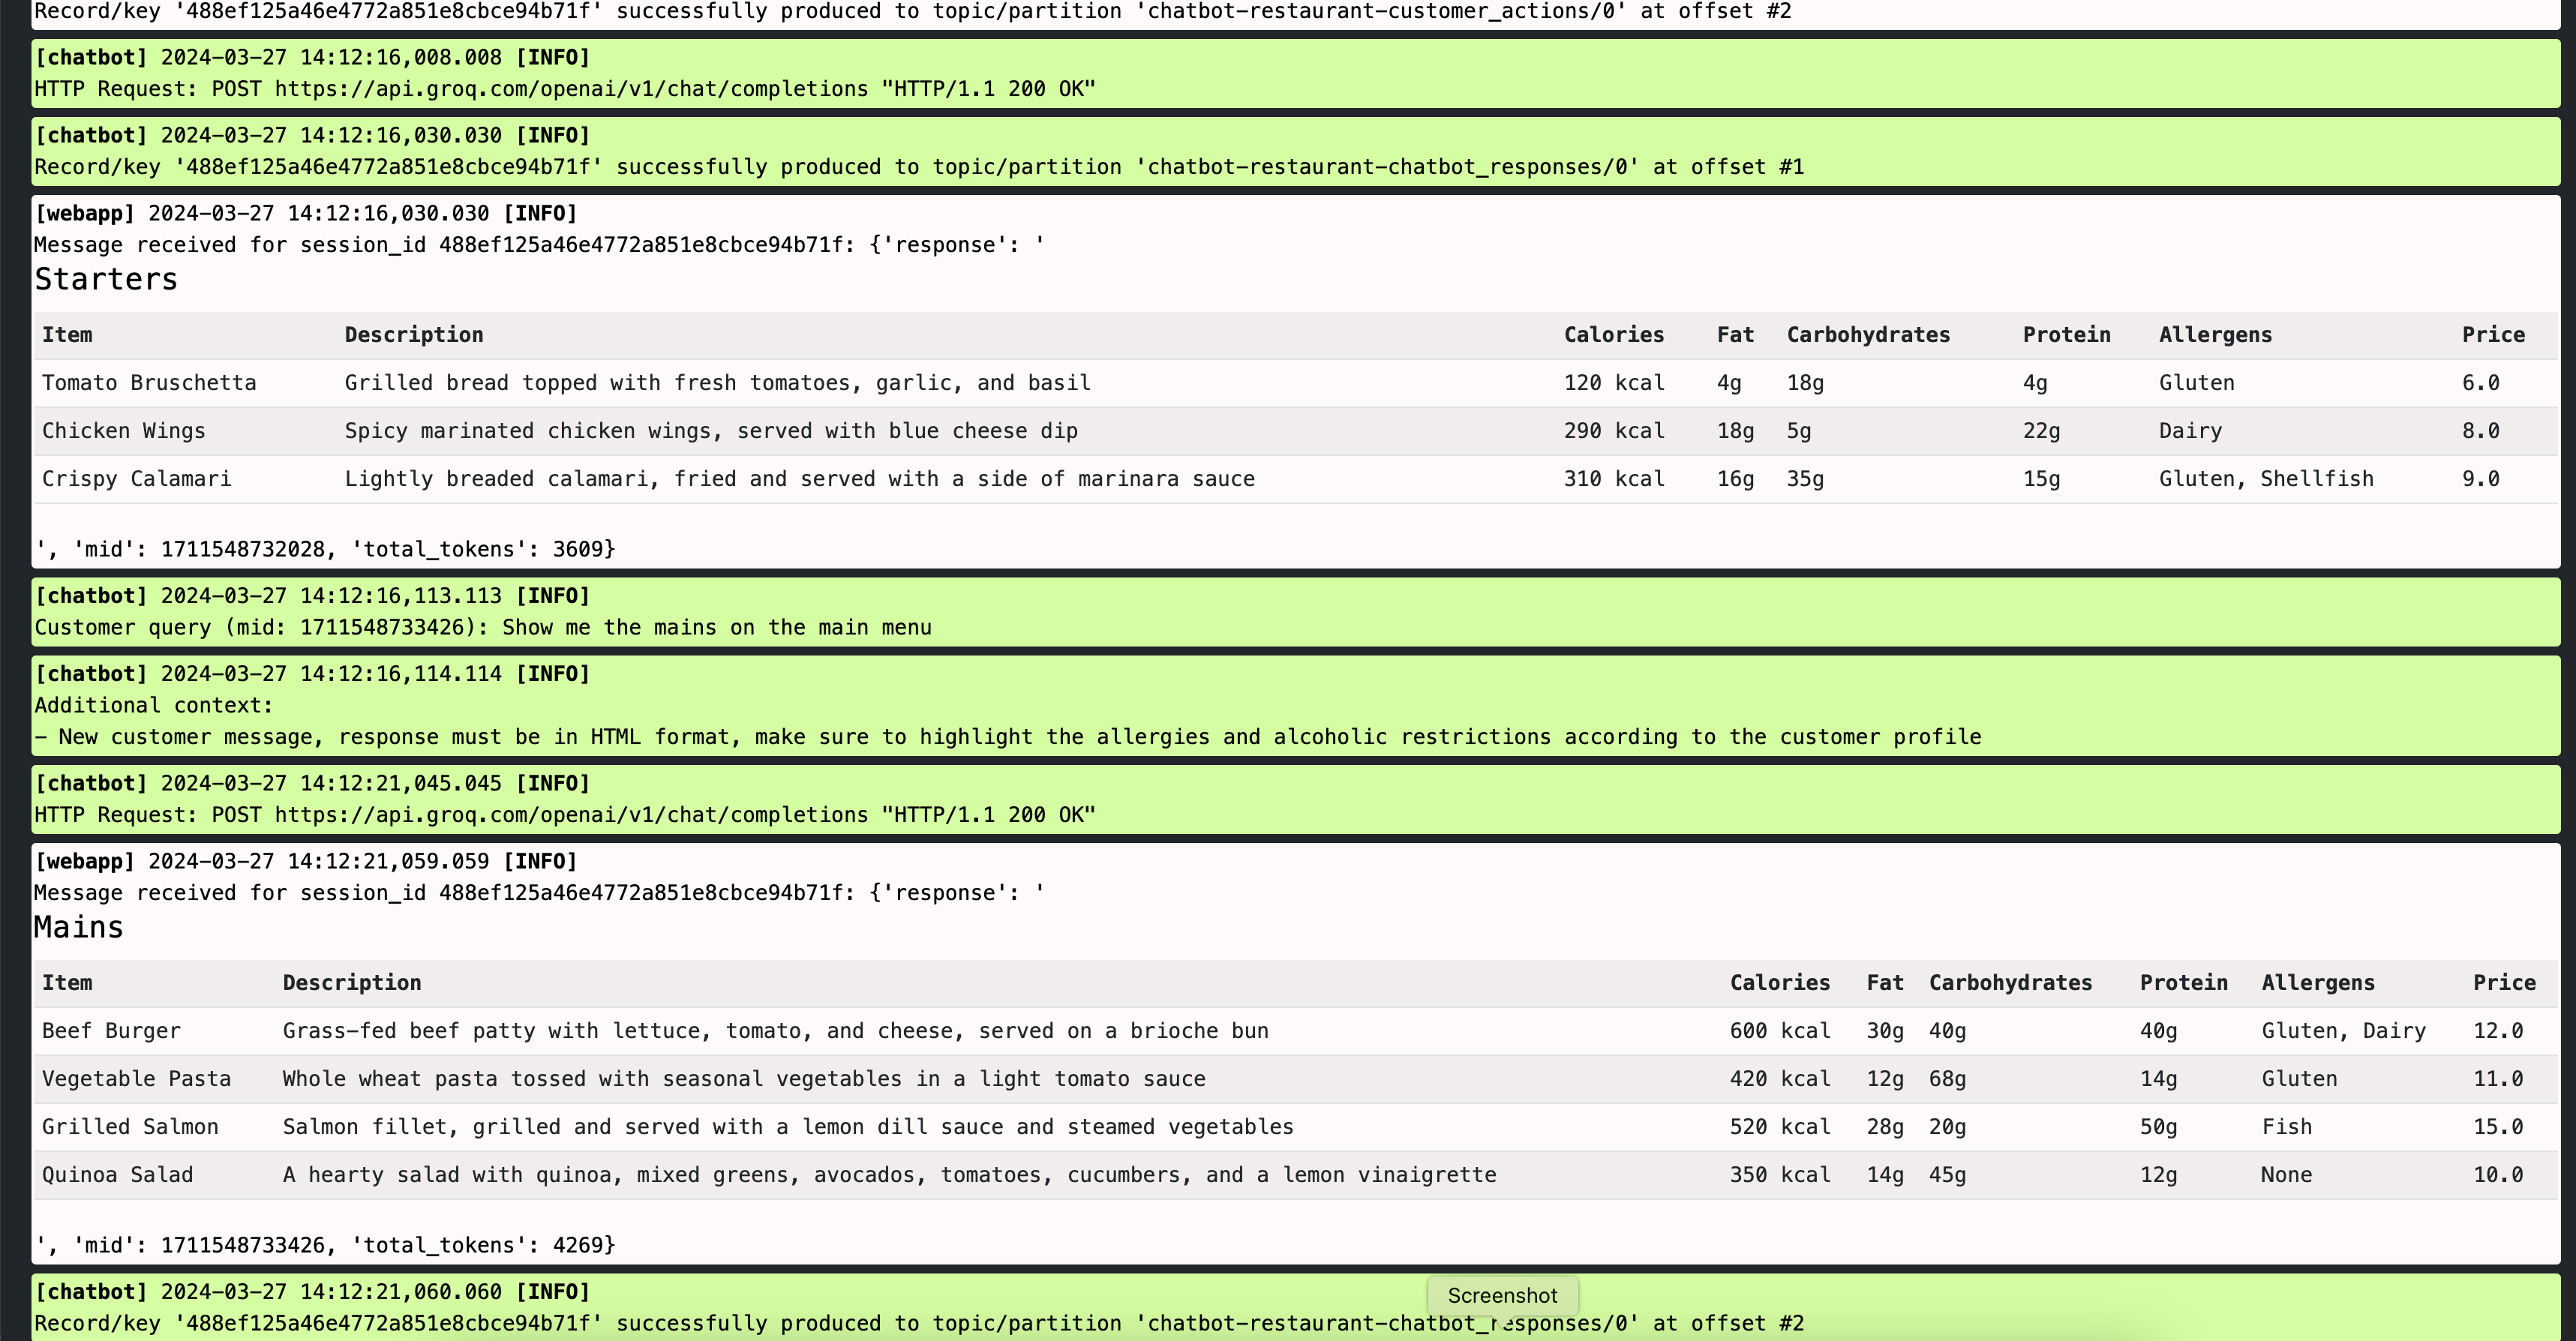 Record/key '488ef125a46e4772a851e8cbce94b71f' successfully produced to topic/partition 'chatbot-restaurant-customer_actions/0' at offset #2
[chatbot] 2024-03-27 14:12:16,008.008 [INFO]
HTTP Request: POST https://api.groq.com/openai/v1/chat/completions "HTTP/1.1 200 OK"
[chatbot] 2024-03-27 14:12:16,030.030 [INFO]
Record/key '488ef125a46e4772a851e8cbce94b71f' successfully produced to topic/partition 'chatbot-restaurant-chatbot_responses/0' at offset #1
[webapp] 2024-03-27 14:12:16,030.030 [INFO]
Message received for session_id 488ef125a46e4772a851e8cbce94b71f: {'response': '
Starters
Item Description Calories Fat Carbohydrates Protein Allergens Price
Tomato Bruschetta Grilled bread topped with fresh tomatoes, garlic, and basil 120 kcal 4g 18g 4g Gluten 6.0
Chicken Wings Spicy marinated chicken wings, served with blue cheese dip 290 kcal 18g 5g 22g Dairy 8.0
Crispy Calamari Lightly breaded calamari, fried and served with a side of marinara sauce 310 kcal 16g 35g 15g Gluten, Shellfish 9.0
', 'mid': 1711548732028, 'total_tokens': 3609}
[chatbot] 2024-03-27 14:12:16,113.113 [INFO]
Customer query (mid: 1711548733426): Show me the mains on the main menu
[chatbot] 2024-03-27 14:12:16,114.114 [INFO]
Additional context:
- New customer message, response must be in HTML format, make sure to highlight the allergies and alcoholic restrictions according to the customer profile
[chatbot] 2024-03-27 14:12:21,045.045 [INFO]
HTTP Request: POST https://api.groq.com/openai/v1/chat/completions "HTTP/1.1 200 OK"
[webapp] 2024-03-27 14:12:21,059.059 [INFO]
Message received for session_id 488ef125a46e4772a851e8cbce94b71f: {'response': '
Mains
Item Description Calories Fat Carbohydrates Protein Allergens Price
Beef Burger Grass-fed beef patty with lettuce, tomato, and cheese, served on a brioche bun 600 kcal 30g 40g 40g Gluten, Dairy 12.0
Vegetable Pasta Whole wheat pasta tossed with seasonal vegetables in a light tomato sauce 420 kcal 12g 68g 14g Gluten 11.0
Grilled Salmon Salmon fillet, grilled and served with a lemon dill sauce and steamed vegetables 520 kcal 28g 20g 50g Fish 15.0
Quinoa Salad A hearty salad with quinoa, mixed greens, avocados, tomatoes, cucumbers, and a lemon vinaigrette 350 kcal 14g 45g 12g None 10.0
', 'mid': 1711548733426, 'total_tokens': 4269}
[chatbot] 2024-03-27 14:12:21,060.060 [INFO]
Screenshot
Record/key '488ef125a46e4772a851e8cbce94b71f' successfully produced to topic/partition 'chatbot-restaurant-chatbot_responses/0' at offset #2